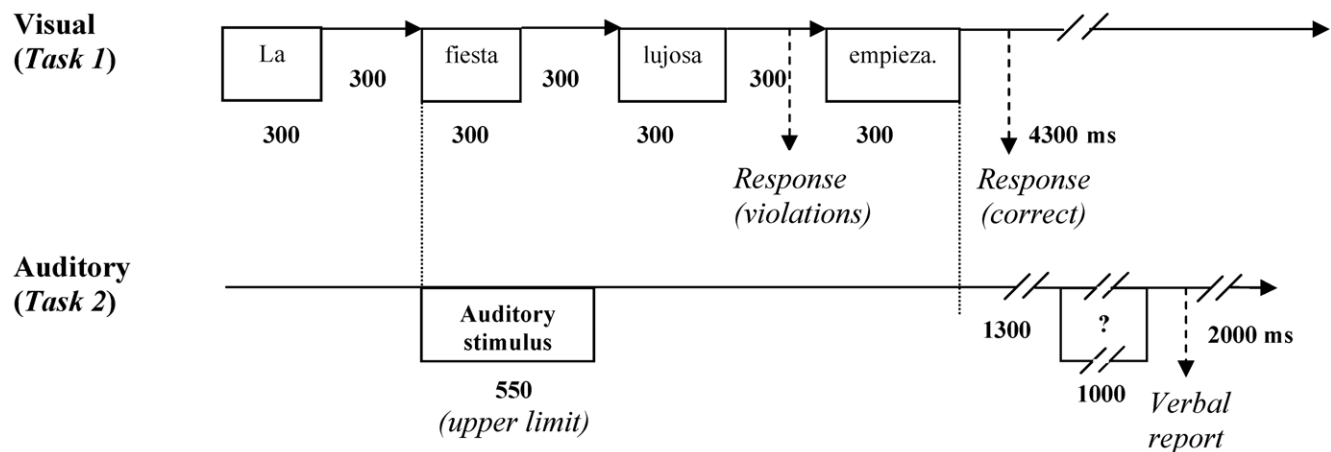 Visual
(Task 1)
La
fiesta
lujosa
empieza.
300
300
300
300
300
300
300
4300 ms
Response
(violations)
Response
(correct)
Auditory
(Task 2)
Auditory
stimulus
550
(upper limit)
1300
?
1000
2000 ms
Verbal
report